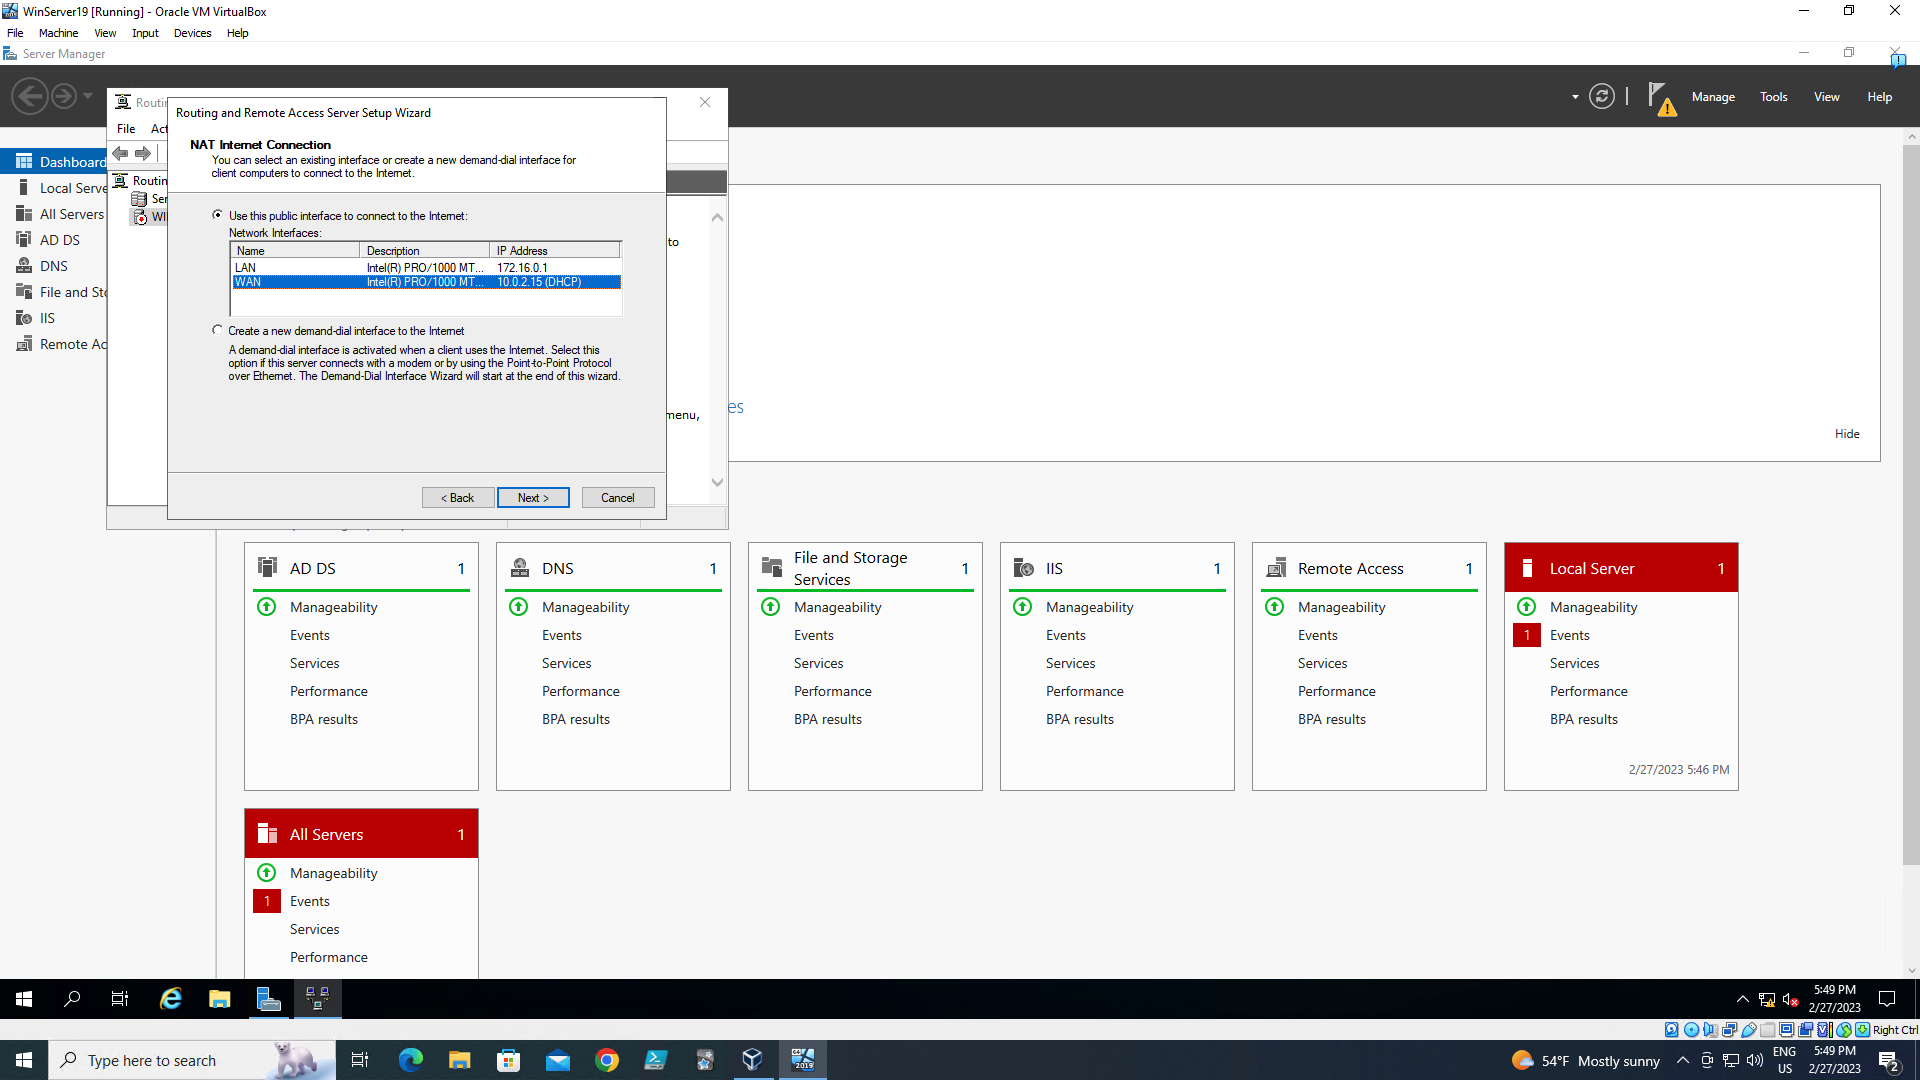 WinServer19 [Running] - Oracle VM VirtualBox
File Machine View Input Devices Help
Server Manager
Manage Tools View Help
Dashboard
Local Serve
All Servers
AD DS
DNS
File and Sto
IIS
Remote Ac
Routin
File Act
Routin
Ser
WI
to
menu,
es
Hide
Routing and Remote Access Server Setup Wizard
NAT Internet Connection
You can select an existing interface or create a new demand-dial interface for
client computers to connect to the Internet.
Use this public interface to connect to the Internet:
Network Interfaces:
Name Description IP Address
LAN Intel(R) PRO/1000 MT... 172.16.0.1
WAN Intel(R) PRO/1000 MT... 10.0.2.15 (DHCP)
Create a new demand-dial interface to the Internet
A demand-dial interface is activated when a client uses the Internet. Select this
option if this server connects with a modem or by using the Point-to-Point Protocol
over Ethernet. The Demand-Dial Interface Wizard will start at the end of this wizard.
< Back Next > Cancel
AD DS 1
Manageability
Events
Services
Performance
BPA results
DNS 1
Manageability
Events
Services
Performance
BPA results
File and Storage
Services 1
Manageability
Events
Services
Performance
BPA results
IIS 1
Manageability
Events
Services
Performance
BPA results
Remote Access 1
Manageability
Events
Services
Performance
BPA results
Local Server 1
Manageability
1 Events
Services
Performance
BPA results
2/27/2023 5:46 PM
All Servers 1
Manageability
1 Events
Services
Performance
5:49 PM
2/27/2023
Right Ctrl
Type here to search
2019
54°F Mostly sunny
ENG
US
5:49 PM
2/27/2023
2